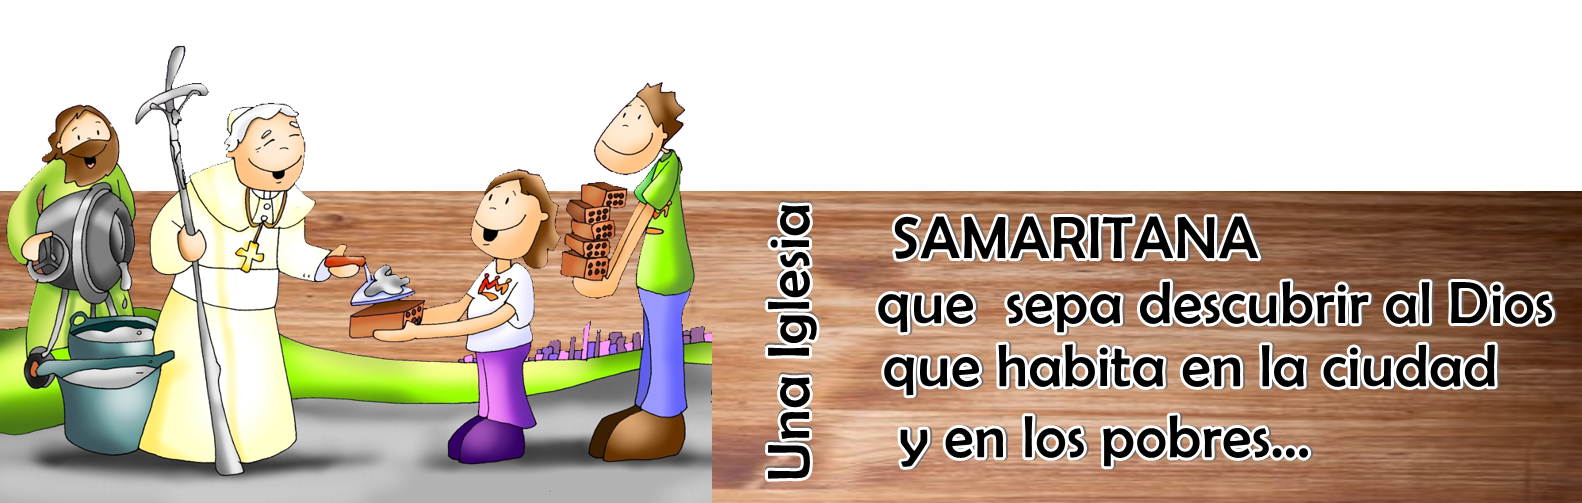 Una Iglesia
SAMARITANA
que sepa descubrir al Dios
que habita en la ciudad
y en los pobres...